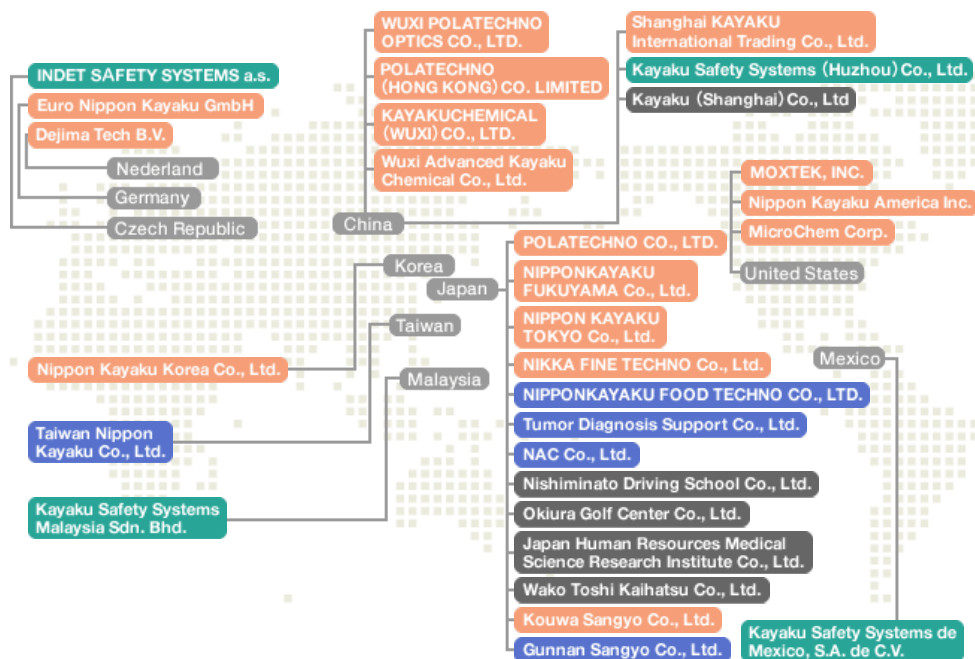 INDET SAFETY SYSTEMS a.s.
Euro Nippon Kayaku GmbH
Dejima Tech B.V.
Nederland
Germany
Czech Republic
WUXI POLATECHNO
OPTICS CO., LTD.
POLATECHNO
(HONG KONG) CO. LIMITED
KAYAKUCHEMICAL
(WUXI) CO., LTD.
Wuxi Advanced Kayaku
Chemical Co., Ltd.
China
Shanghai KAYAKU
International Trading Co., Ltd.
Kayaku Safety Systems (Huzhou) Co., Ltd.
Kayaku (Shanghai) Co., Ltd
MOXTEK, INC.
Nippon Kayaku America Inc.
MicroChem Corp.
United States
Korea
Japan
Taiwan
Malaysia
Nippon Kayaku Korea Co., Ltd.
Taiwan Nippon
Kayaku Co., Ltd.
Kayaku Safety Systems
Malaysia Sdn. Bhd.
POLATECHNO CO., LTD.
NIPPONKAYAKU
FUKUYAMA Co., Ltd.
NIPPON KAYAKU
TOKYO Co., Ltd.
NIKKA FINE TECHNO Co., Ltd.
NIPPONKAYAKU FOOD TECHNO CO., LTD.
Tumor Diagnosis Support Co., Ltd.
NAC Co., Ltd.
Nishiminato Driving School Co., Ltd.
Okiura Golf Center Co., Ltd.
Japan Human Resources Medical
Science Research Institute Co., Ltd.
Wako Toshi Kaihatsu Co., Ltd.
Kouwa Sangyo Co., Ltd.
Gunnan Sangyo Co., Ltd.
Mexico
Kayaku Safety Systems de
Mexico, S.A. de C.V.